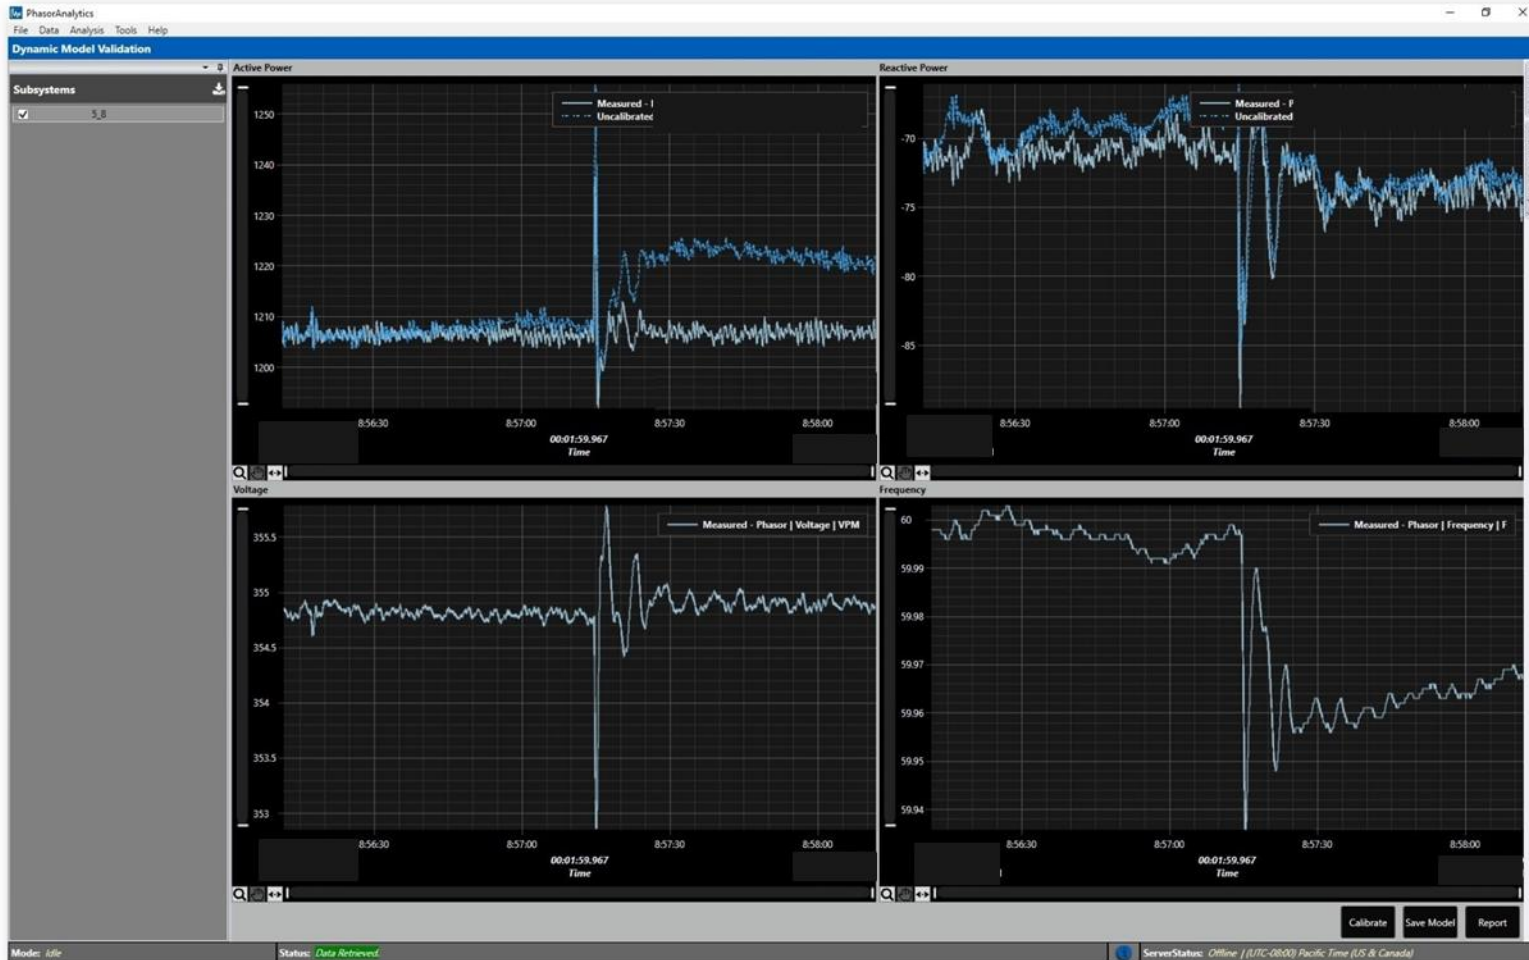 PhasorAnalytics
File Data Analysis Tools Help
Dynamic Model Validation
Subsystems
5_8
Active Power
Measured -
Uncalibrated
1250
1240
1230
1220
1210
1200
8:56:30 8:57:00 8:57:30 8:58:00
00:01:59.967
Time
Reactive Power
Measured -
Uncalibrated
-70
-75
-80
-85
8:56:30 8:57:00 8:57:30 8:58:00
00:01:59.967
Time
Voltage
Measured - Phasor | Voltage | VPM
355.5
355
354.5
354
353.5
353
8:56:30 8:57:00 8:57:30 8:58:00
00:01:59.967
Time
Frequency
Measured - Phasor | Frequency | F
60
59.99
59.98
59.97
59.96
59.95
59.94
8:56:30 8:57:00 8:57:30 8:58:00
00:01:59.967
Time
Calibrate Save Model Report
Mode: Idle Status: Data Retrieved. ServerStatus: Offline | (UTC-08:00) Pacific Time (US & Canada)